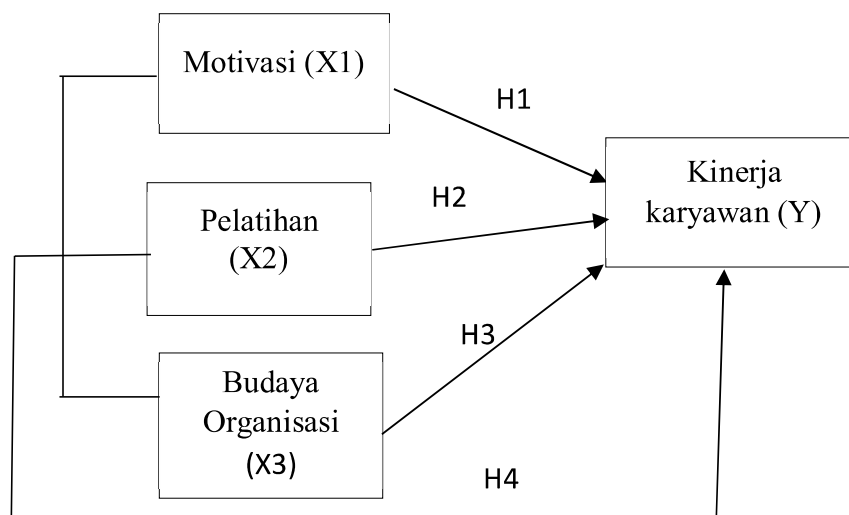 Motivasi (X1)
H1
Kinerja
karyawan (Y)
H2
Pelatihan
(X2)
H3
Budaya
Organisasi
(X3)
H4